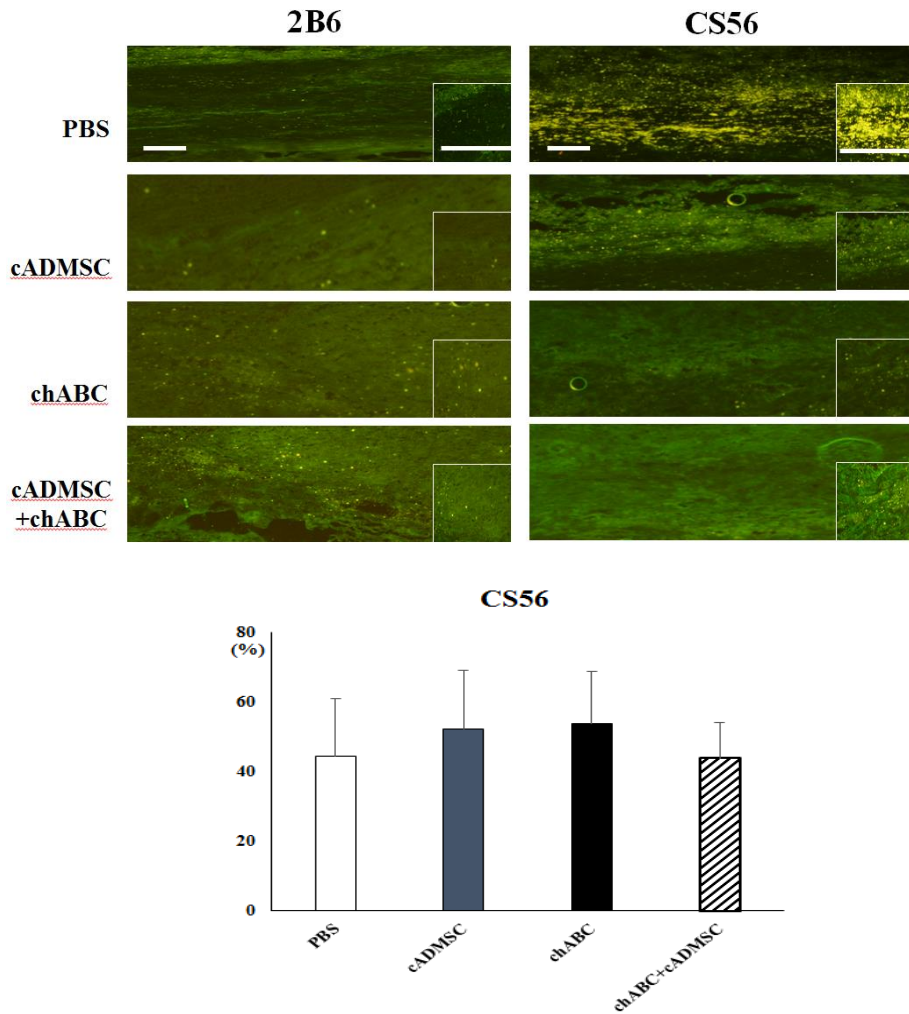 2B6 CS56
PBS
cADMSC
chABC
cADMSC
+chABC
CS56
80
(%)
60
40
20
0
PBS
cADMSC
chABC
chABC+cADMSC